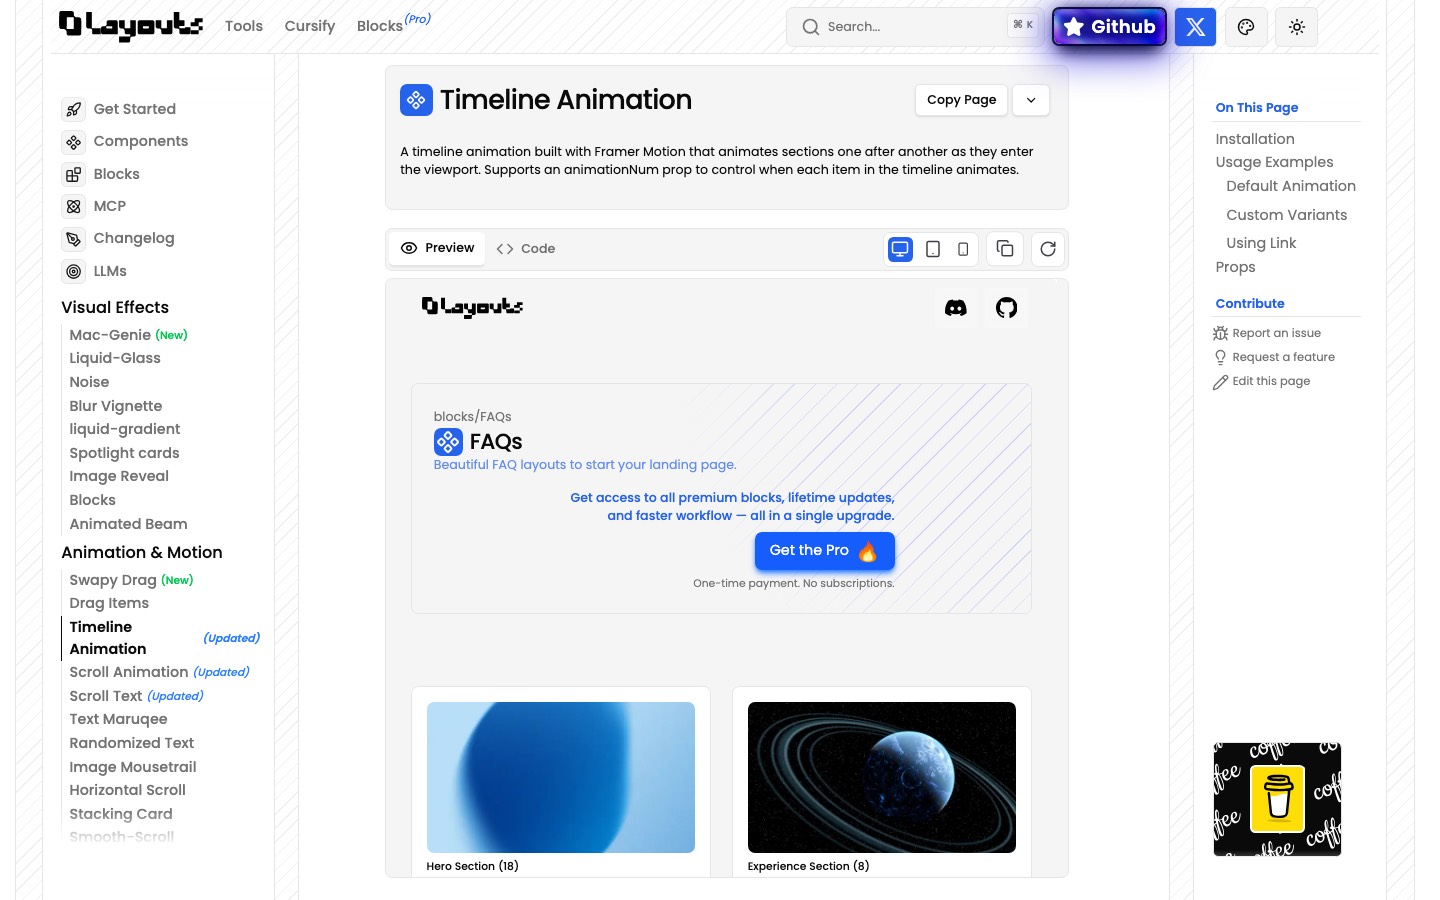 Layouts
Tools
Cursify
Blocks
(Pro)
Search...
⌘ K
Github
Get Started
Components
Blocks
MCP
Changelog
LLMs
Visual Effects
Mac-Genie (New)
Liquid-Glass
Noise
Blur Vignette
liquid-gradient
Spotlight cards
Image Reveal
Blocks
Animated Beam
Animation & Motion
Swapy Drag (New)
Drag Items
Timeline
Animation
(Updated)
Scroll Animation (Updated)
Scroll Text (Updated)
Text Maruqee
Randomized Text
Image Mousetrail
Horizontal Scroll
Stacking Card
Smooth-Scroll
Timeline Animation
Copy Page
A timeline animation built with Framer Motion that animates sections one after another as they enter
the viewport. Supports an animationNum prop to control when each item in the timeline animates.
Preview
Code
Layouts
blocks/FAQs
FAQs
Beautiful FAQ layouts to start your landing page.
Get access to all premium blocks, lifetime updates,
and faster workflow — all in a single upgrade.
Get the Pro 🔥
One-time payment. No subscriptions.
Hero Section (18)
Experience Section (8)
On This Page
Installation
Usage Examples
Default Animation
Custom Variants
Using Link
Props
Contribute
Report an issue
Request a feature
Edit this page
coffee